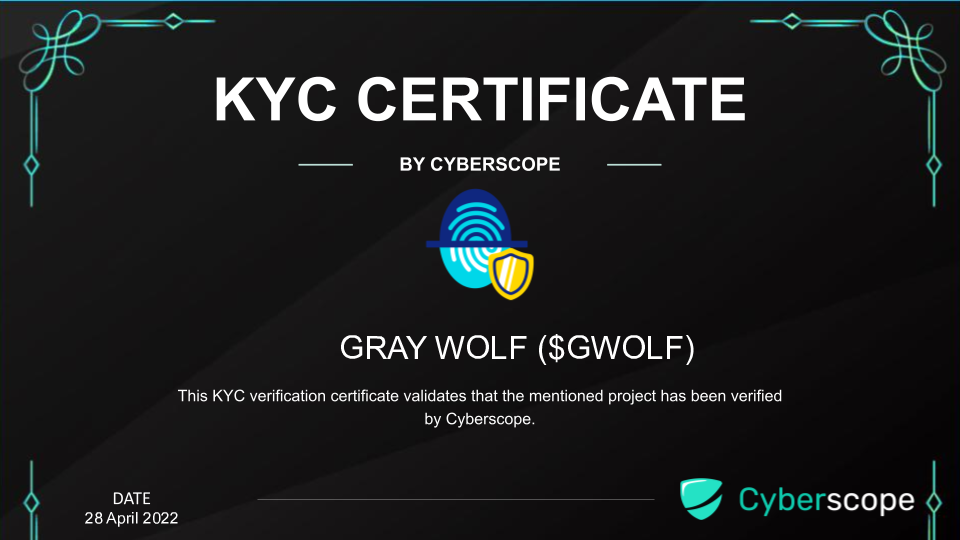 KYC CERTIFICATE
BY CYBERSCOPE
GRAY WOLF ($GWOLF)
This KYC verification certificate validates that the mentioned project has been verified
by Cyberscope.
DATE
28 April 2022
Cyberscope